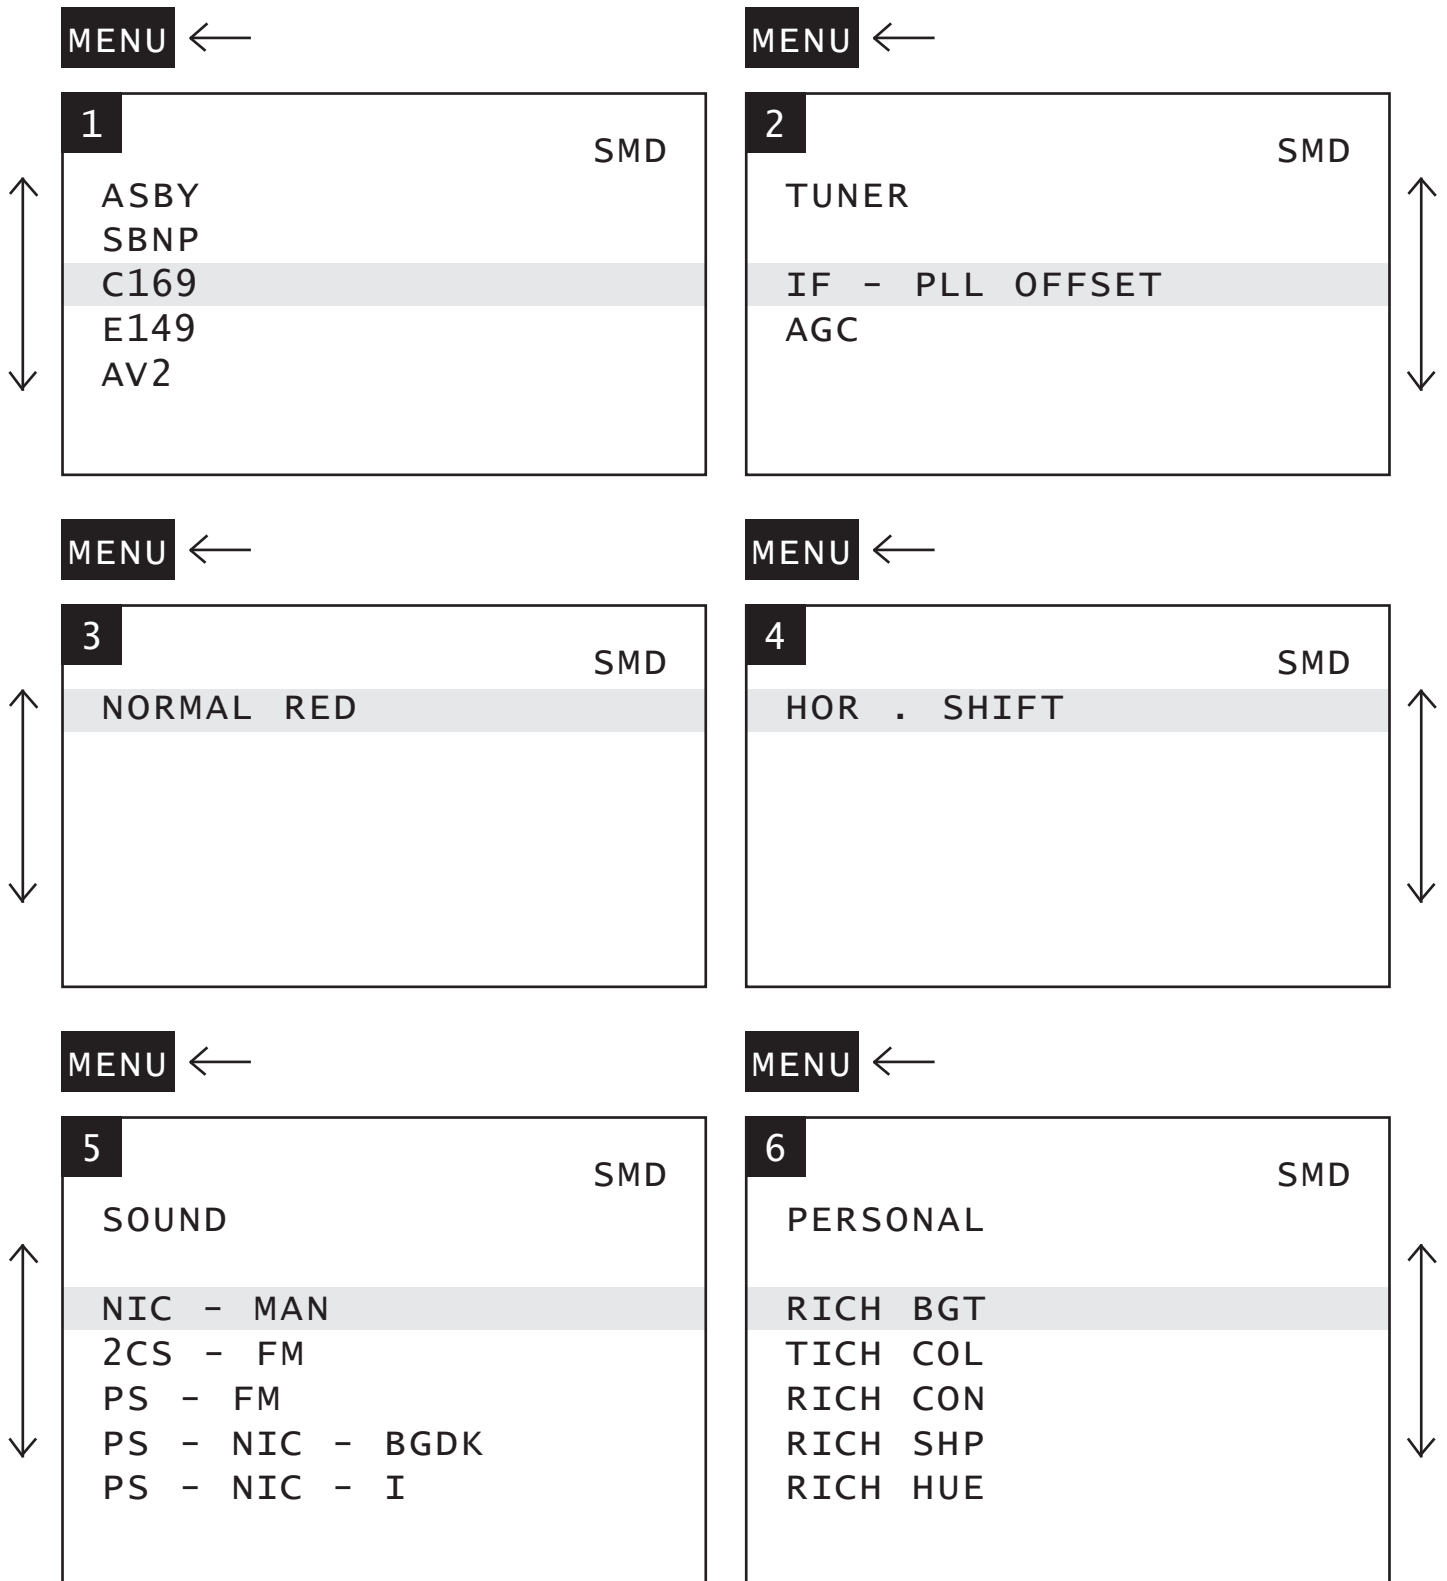 MENU
1
SMD
ASBY
SBNP
C169
E149
AV2
MENU
2
SMD
TUNER
IF - PLL OFFSET
AGC
MENU
3
SMD
NORMAL RED
MENU
4
SMD
HOR . SHIFT
MENU
5
SMD
SOUND
NIC - MAN
2CS - FM
PS - FM
PS - NIC - BGDK
PS - NIC - I
MENU
6
SMD
PERSONAL
RICH BGT
TICH COL
RICH CON
RICH SHP
RICH HUE